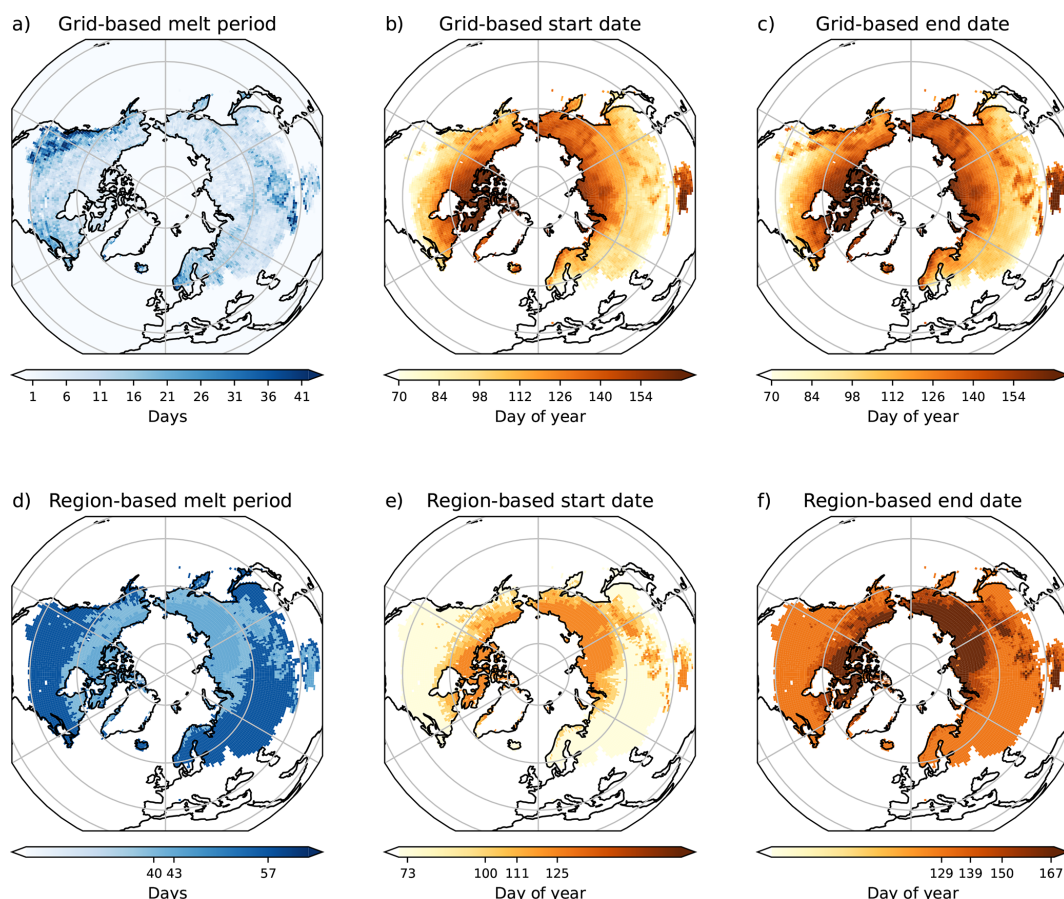 a) Grid-based melt period
b) Grid-based start date
c) Grid-based end date
1 6 11 16 21 26 31 36 41
Days
70 84 98 112 126 140 154
Day of year
70 84 98 112 126 140 154
Day of year
d) Region-based melt period
e) Region-based start date
f) Region-based end date
40 43 57
Days
73 100 111 125
Day of year
129 139 150 167
Day of year